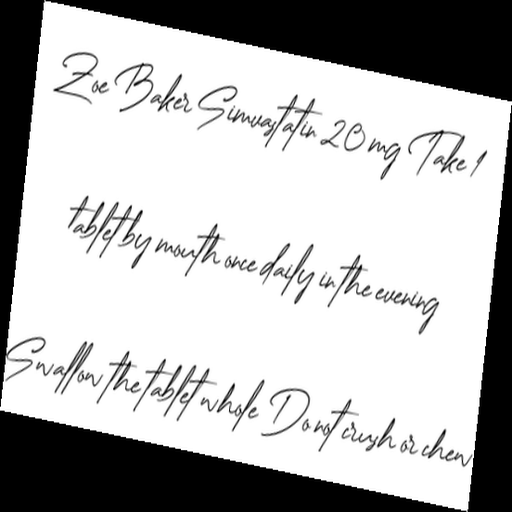 Zoe Baker Simvastatin 20 mg Take 1
tablet by mouth once daily in the evening
Swallow the tablet whole Do not crush or chew